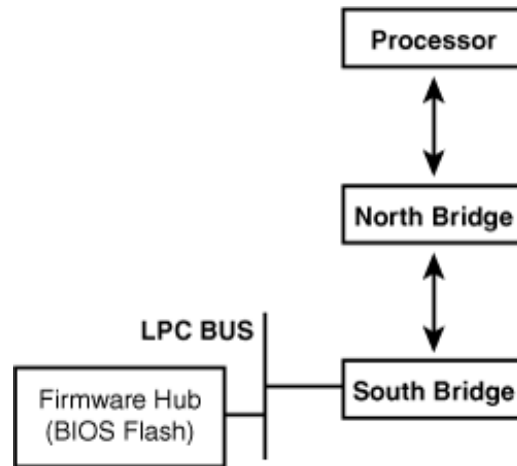 Processor
North Bridge
LPC BUS
South Bridge
Firmware Hub
(BIOS Flash)